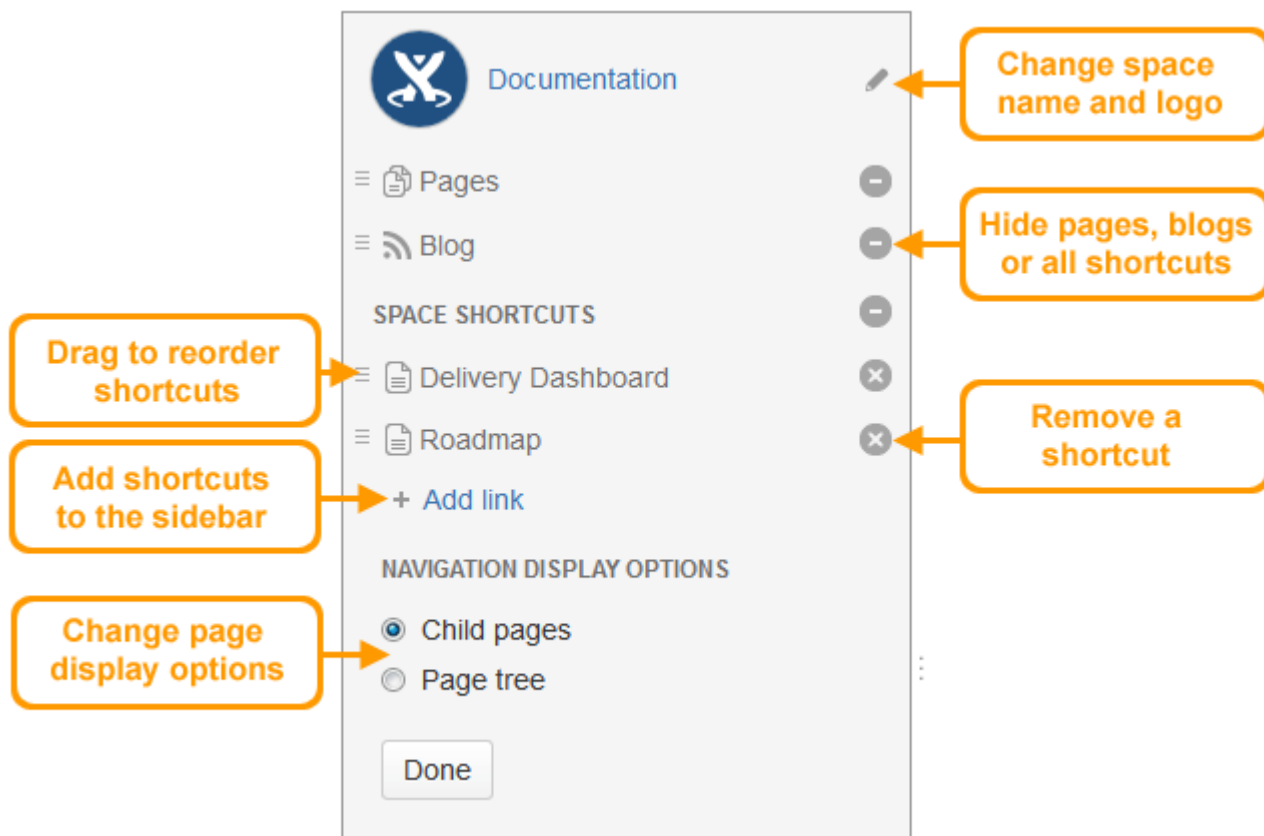 Documentation
Change space
name and logo
Pages
Blog
Hide pages, blogs
or all shortcuts
SPACE SHORTCUTS
Drag to reorder
shortcuts
Delivery Dashboard
Roadmap
Remove a
shortcut
Add shortcuts
to the sidebar
+ Add link
NAVIGATION DISPLAY OPTIONS
Change page
display options
Child pages
Page tree
Done